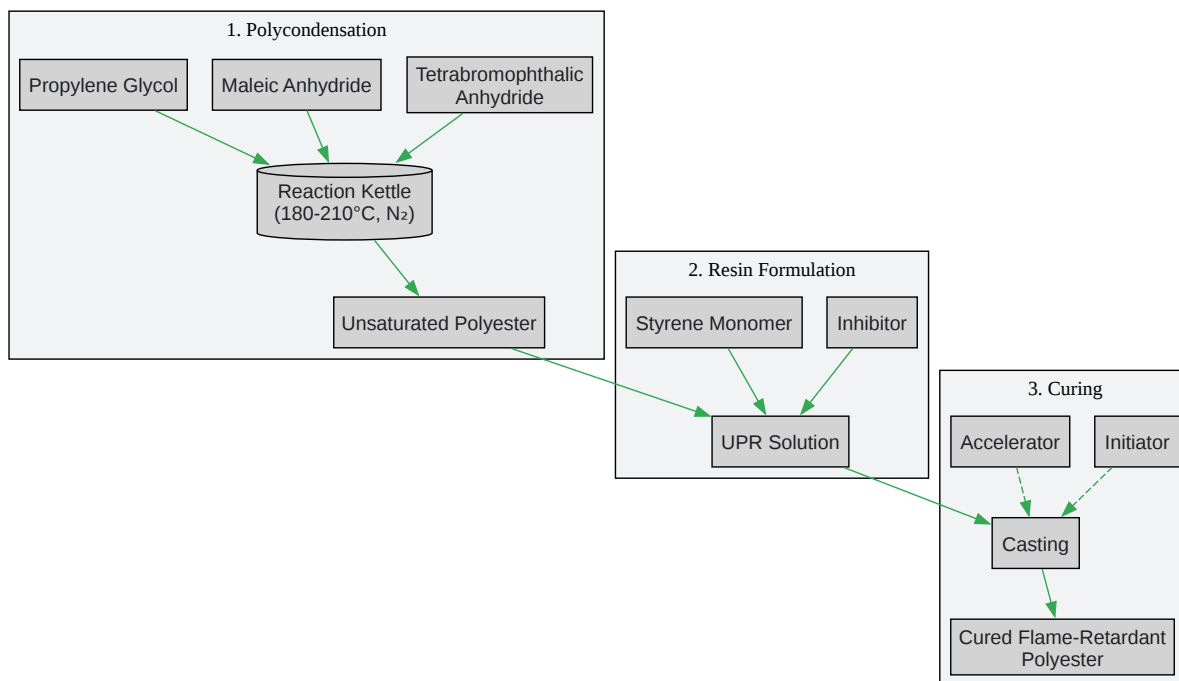 1. Polycondensation
Propylene Glycol
Maleic Anhydride
Tetrabromophthalic
Anhydride
Reaction Kettle
(180-210°C, N₂)
Unsaturated Polyester
2. Resin Formulation
Styrene Monomer
Inhibitor
UPR Solution
3. Curing
Accelerator
Initiator
Casting
Cured Flame-Retardant
Polyester